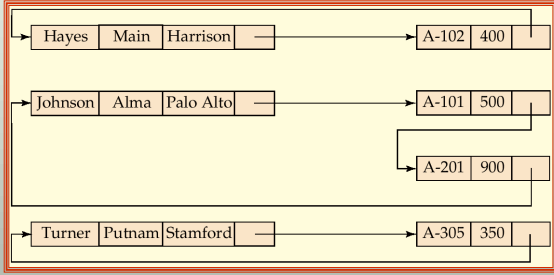 Hayes Main Harrison A-102 400
Johnson Alma Palo Alto A-101 500
A-201 900
Turner Putnam Stamford A-305 350